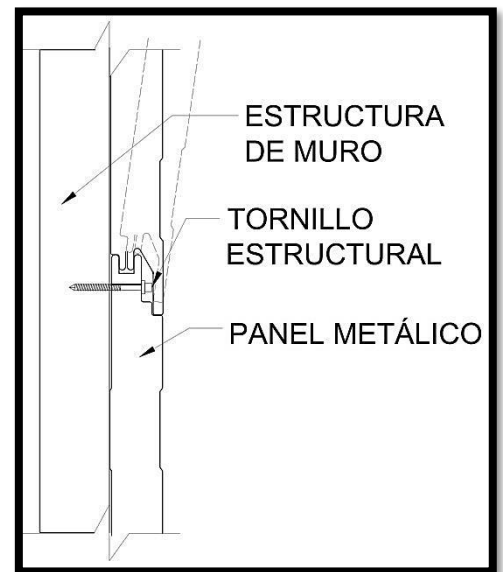 ESTRUCTURA
DE MURO
TORNILLO
ESTRUCTURAL
PANEL METÁLICO